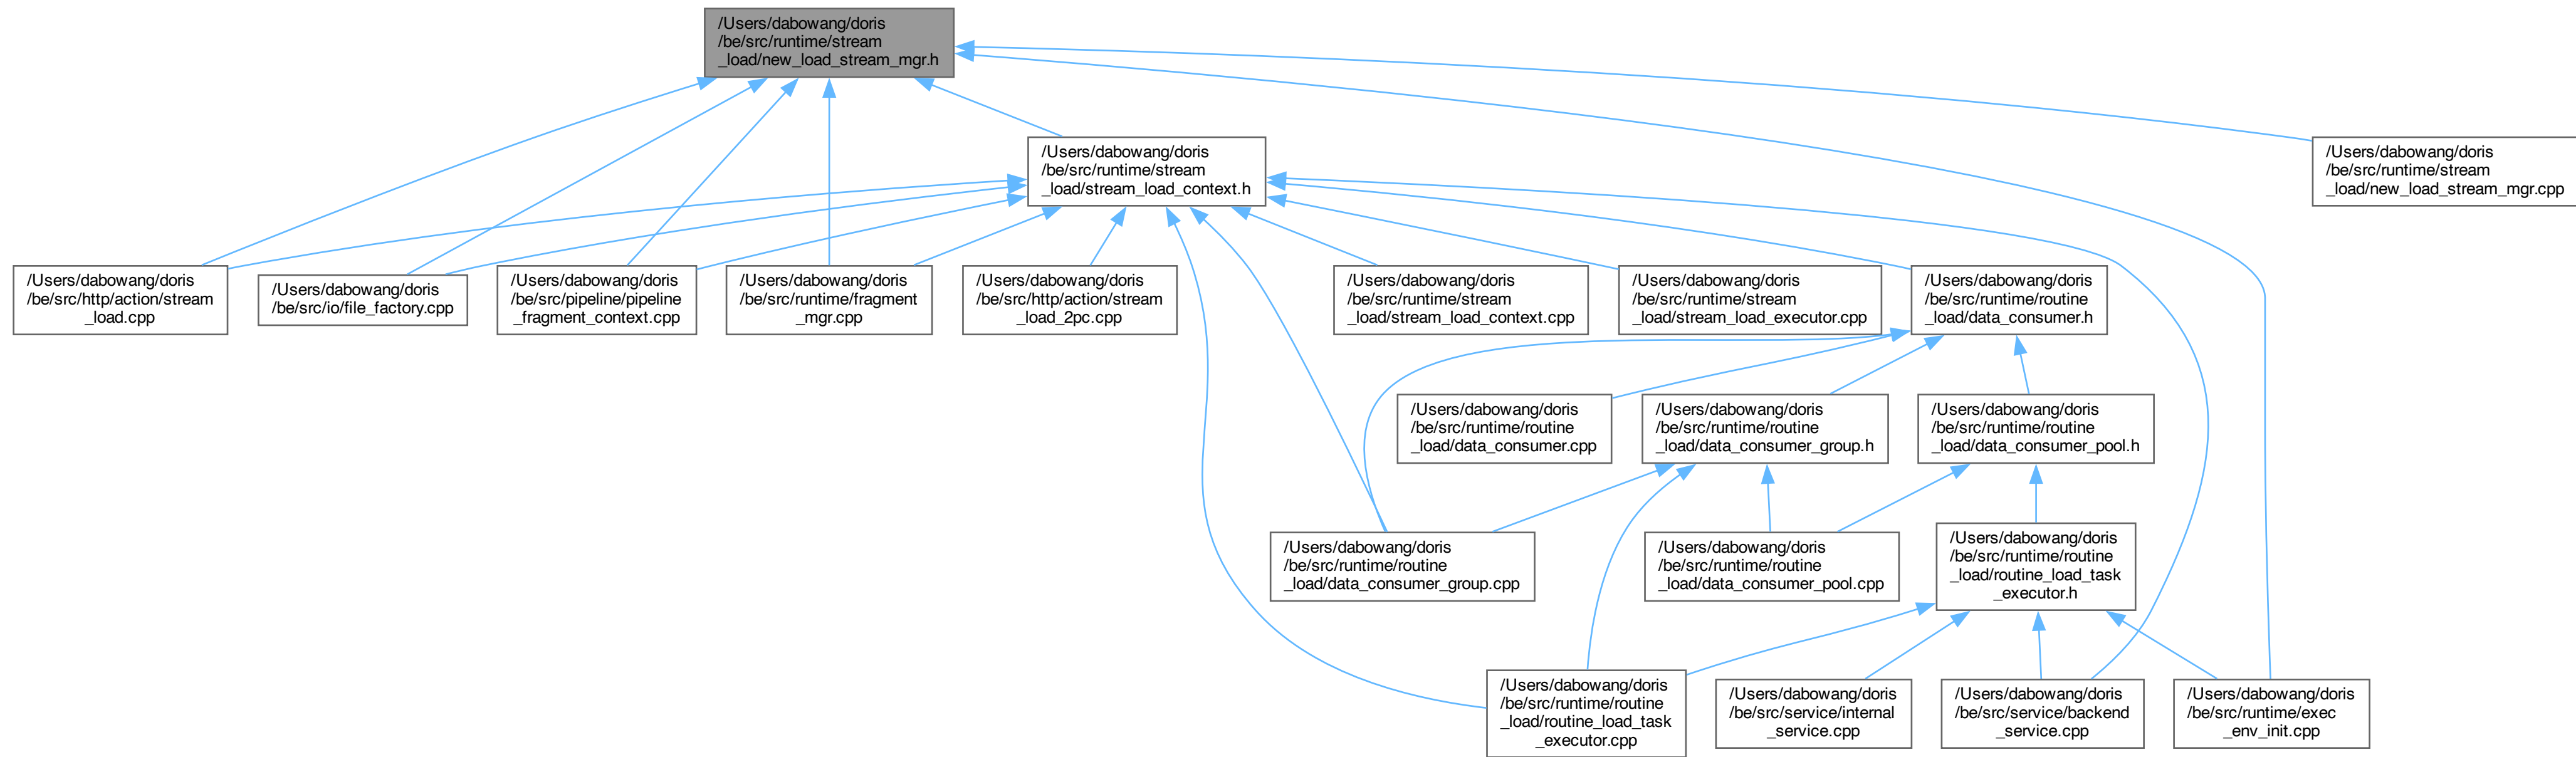 /Users/dabowang/doris
/be/src/runtime/stream
_load/new_load_stream_mgr.h
/Users/dabowang/doris
/be/src/runtime/stream
_load/stream_load_context.h
/Users/dabowang/doris
/be/src/runtime/stream
_load/new_load_stream_mgr.cpp
/Users/dabowang/doris
/be/src/http/action/stream
_load.cpp
/Users/dabowang/doris
/be/src/io/file_factory.cpp
/Users/dabowang/doris
/be/src/pipeline/pipeline
_fragment_context.cpp
/Users/dabowang/doris
/be/src/runtime/fragment
_mgr.cpp
/Users/dabowang/doris
/be/src/http/action/stream
_load_2pc.cpp
/Users/dabowang/doris
/be/src/runtime/stream
_load/stream_load_context.cpp
/Users/dabowang/doris
/be/src/runtime/stream
_load/stream_load_executor.cpp
/Users/dabowang/doris
/be/src/runtime/routine
_load/data_consumer.h
/Users/dabowang/doris
/be/src/runtime/routine
_load/data_consumer.cpp
/Users/dabowang/doris
/be/src/runtime/routine
_load/data_consumer_group.h
/Users/dabowang/doris
/be/src/runtime/routine
_load/data_consumer_pool.h
/Users/dabowang/doris
/be/src/runtime/routine
_load/data_consumer_group.cpp
/Users/dabowang/doris
/be/src/runtime/routine
_load/data_consumer_pool.cpp
/Users/dabowang/doris
/be/src/runtime/routine
_load/routine_load_task
_executor.h
/Users/dabowang/doris
/be/src/runtime/routine
_load/routine_load_task
_executor.cpp
/Users/dabowang/doris
/be/src/service/internal
_service.cpp
/Users/dabowang/doris
/be/src/service/backend
_service.cpp
/Users/dabowang/doris
/be/src/runtime/exec
_env_init.cpp